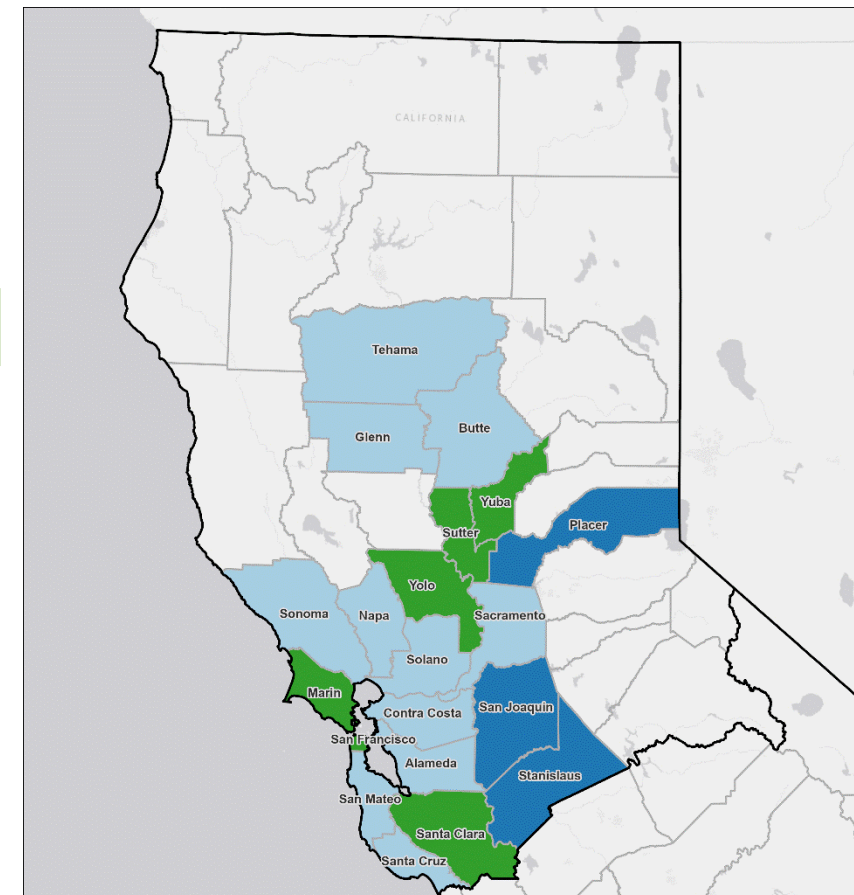 CALIFORNIA
Tehama
Glenn
Butte
Yuba
Sutter
Placer
Yolo
Sonoma
Napa
Sacramento
Solano
Marin
Contra Costa
San Joaquin
San Francisco
Alameda
Stanislaus
San Mateo
Santa Clara
Santa Cruz